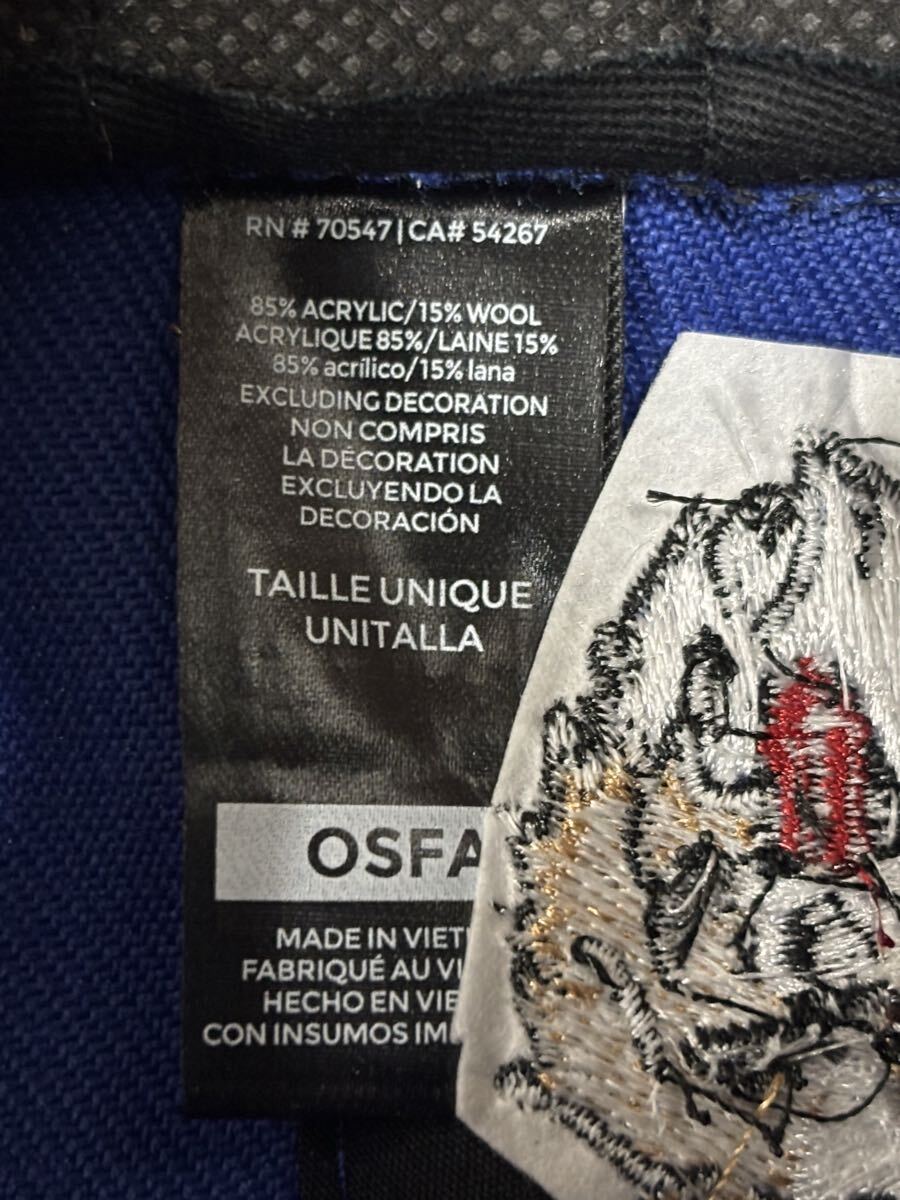 RN # 70547 | CA# 54267
85% ACRYLIC/15% WOOL
ACRYLIQUE 85%/LAINE 15%
85% acrílico/15% lana
EXCLUDING DECORATION
NON COMPRIS
LA DÉCORATION
EXCLUYENDO LA
DECORACIÓN
TAILLE UNIQUE
UNITALLA
OSFA
MADE IN
FABRIQUÉ AU
HECHO EN
CON INSUMOS